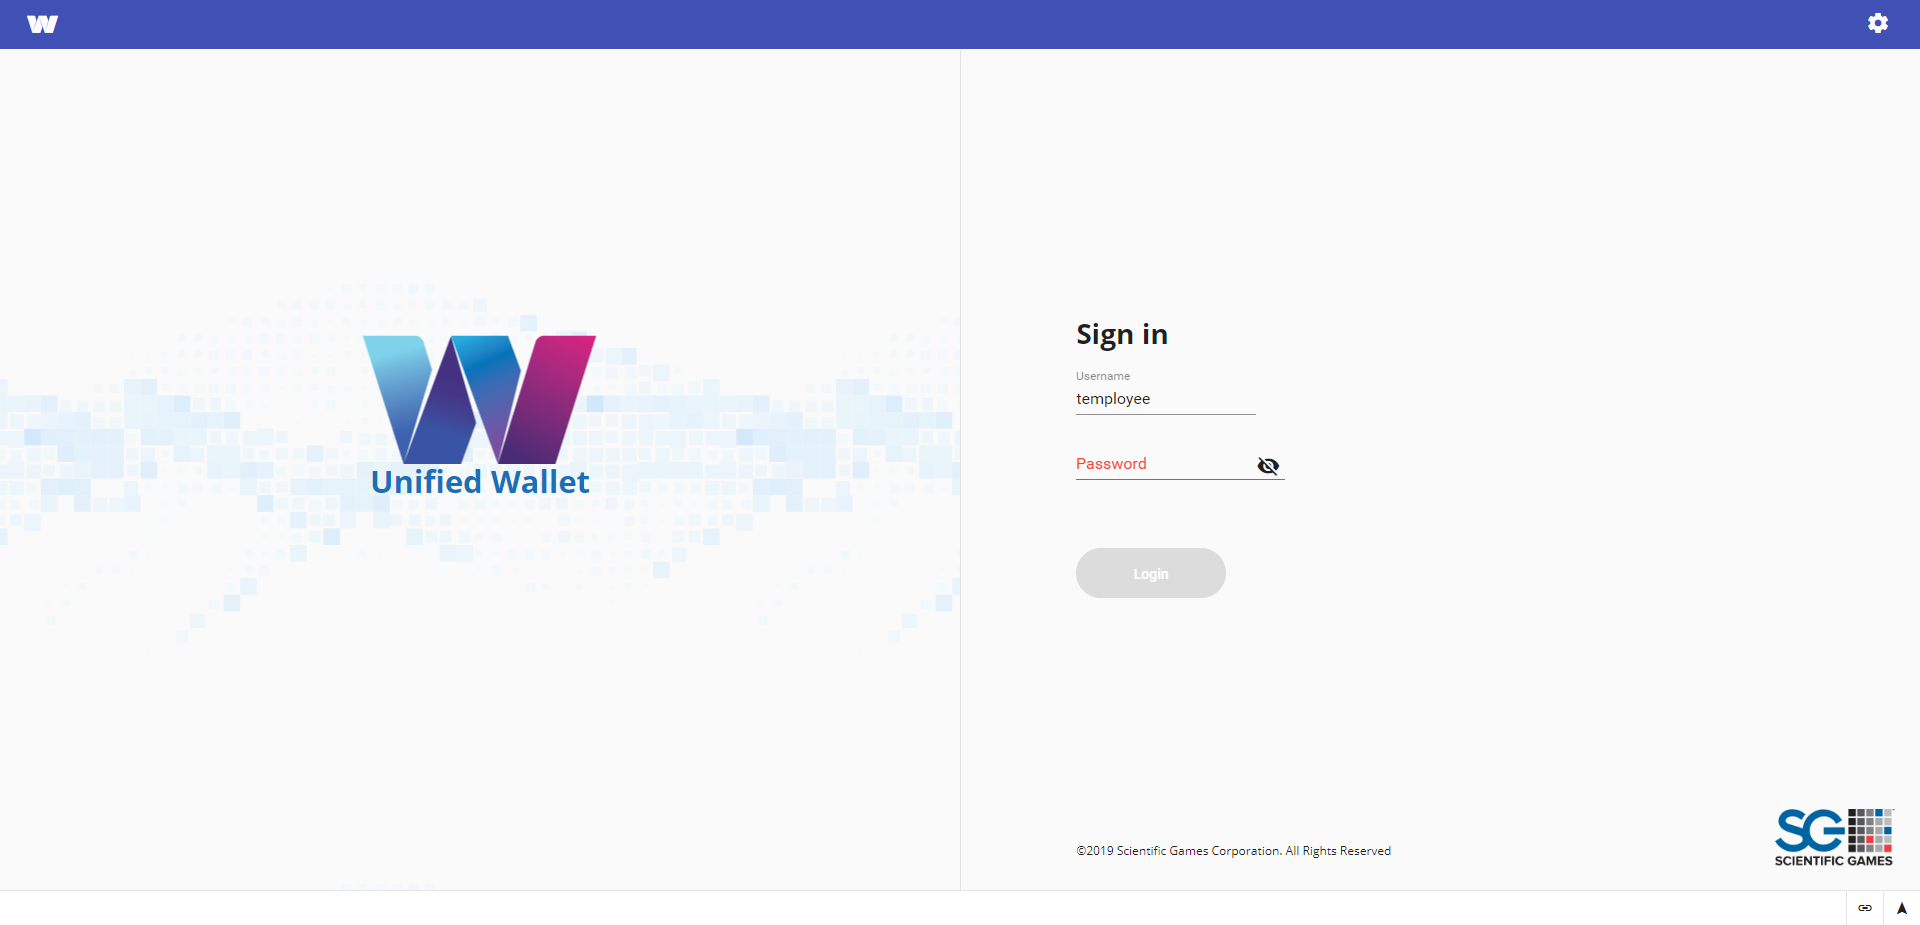 W
Unified Wallet
Sign in
Username
temployee
Password
Login
©2019 Scientific Games Corporation. All Rights Reserved
SG
SCIENTIFIC GAMES